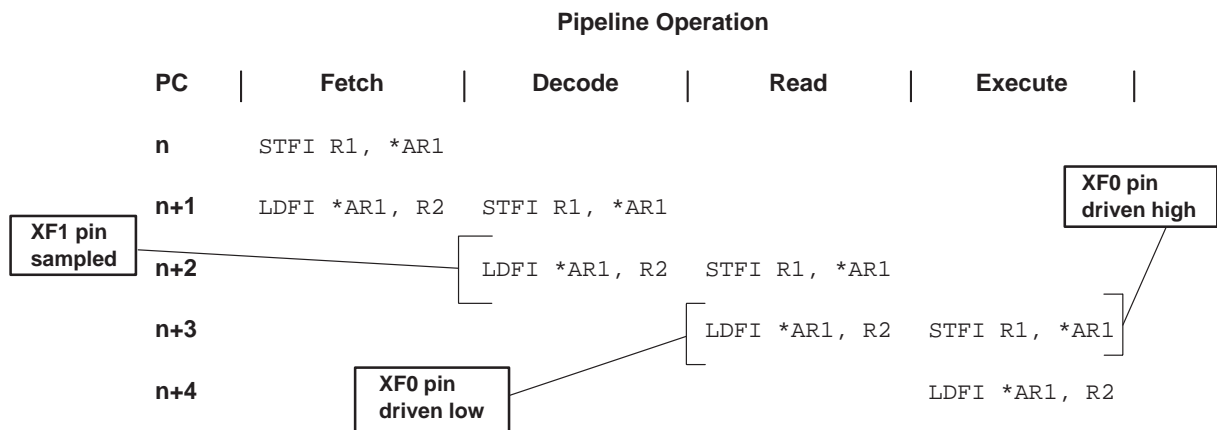 Pipeline Operation
PC | Fetch | Decode | Read | Execute |
n STFI R1, *AR1
XF0 pin
driven high
n+1 LDFI *AR1, R2 STFI R1, *AR1
XF1 pin
sampled
n+2 LDFI *AR1, R2 STFI R1, *AR1
n+3 LDFI *AR1, R2 STFI R1, *AR1
XF0 pin
driven low
n+4 LDFI *AR1, R2